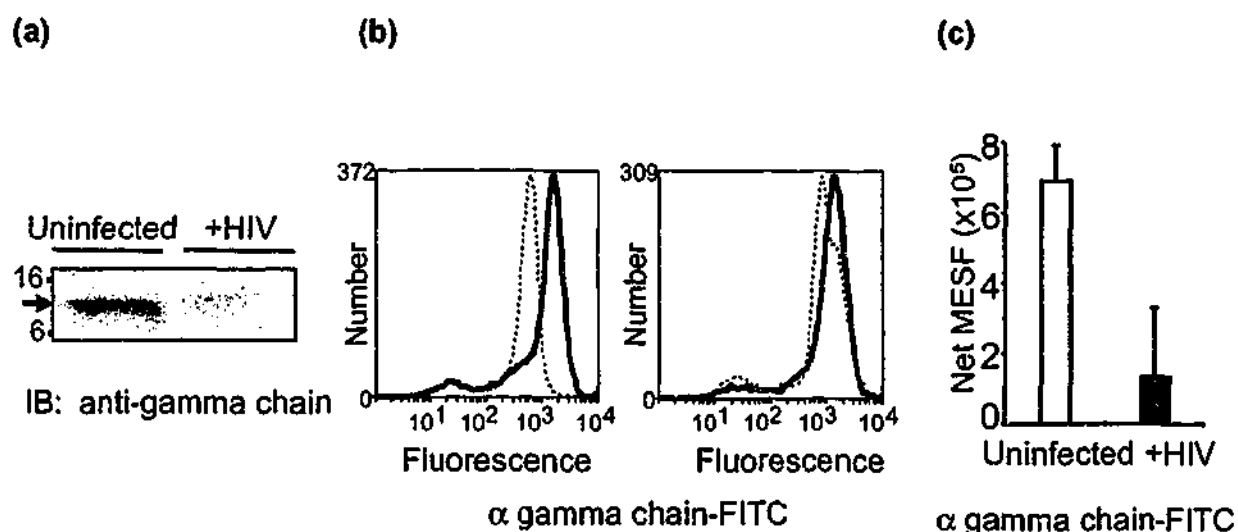 (a)
Uninfected +HIV
16
6
IB: anti-gamma chain
(b)
372
Number
0
10¹ 10² 10³ 10⁴
Fluorescence
309
Number
0
10¹ 10² 10³ 10⁴
Fluorescence
α gamma chain-FITC
(c)
Net MESF (x10⁵)
8
6
4
2
0
Uninfected +HIV
α gamma chain-FITC